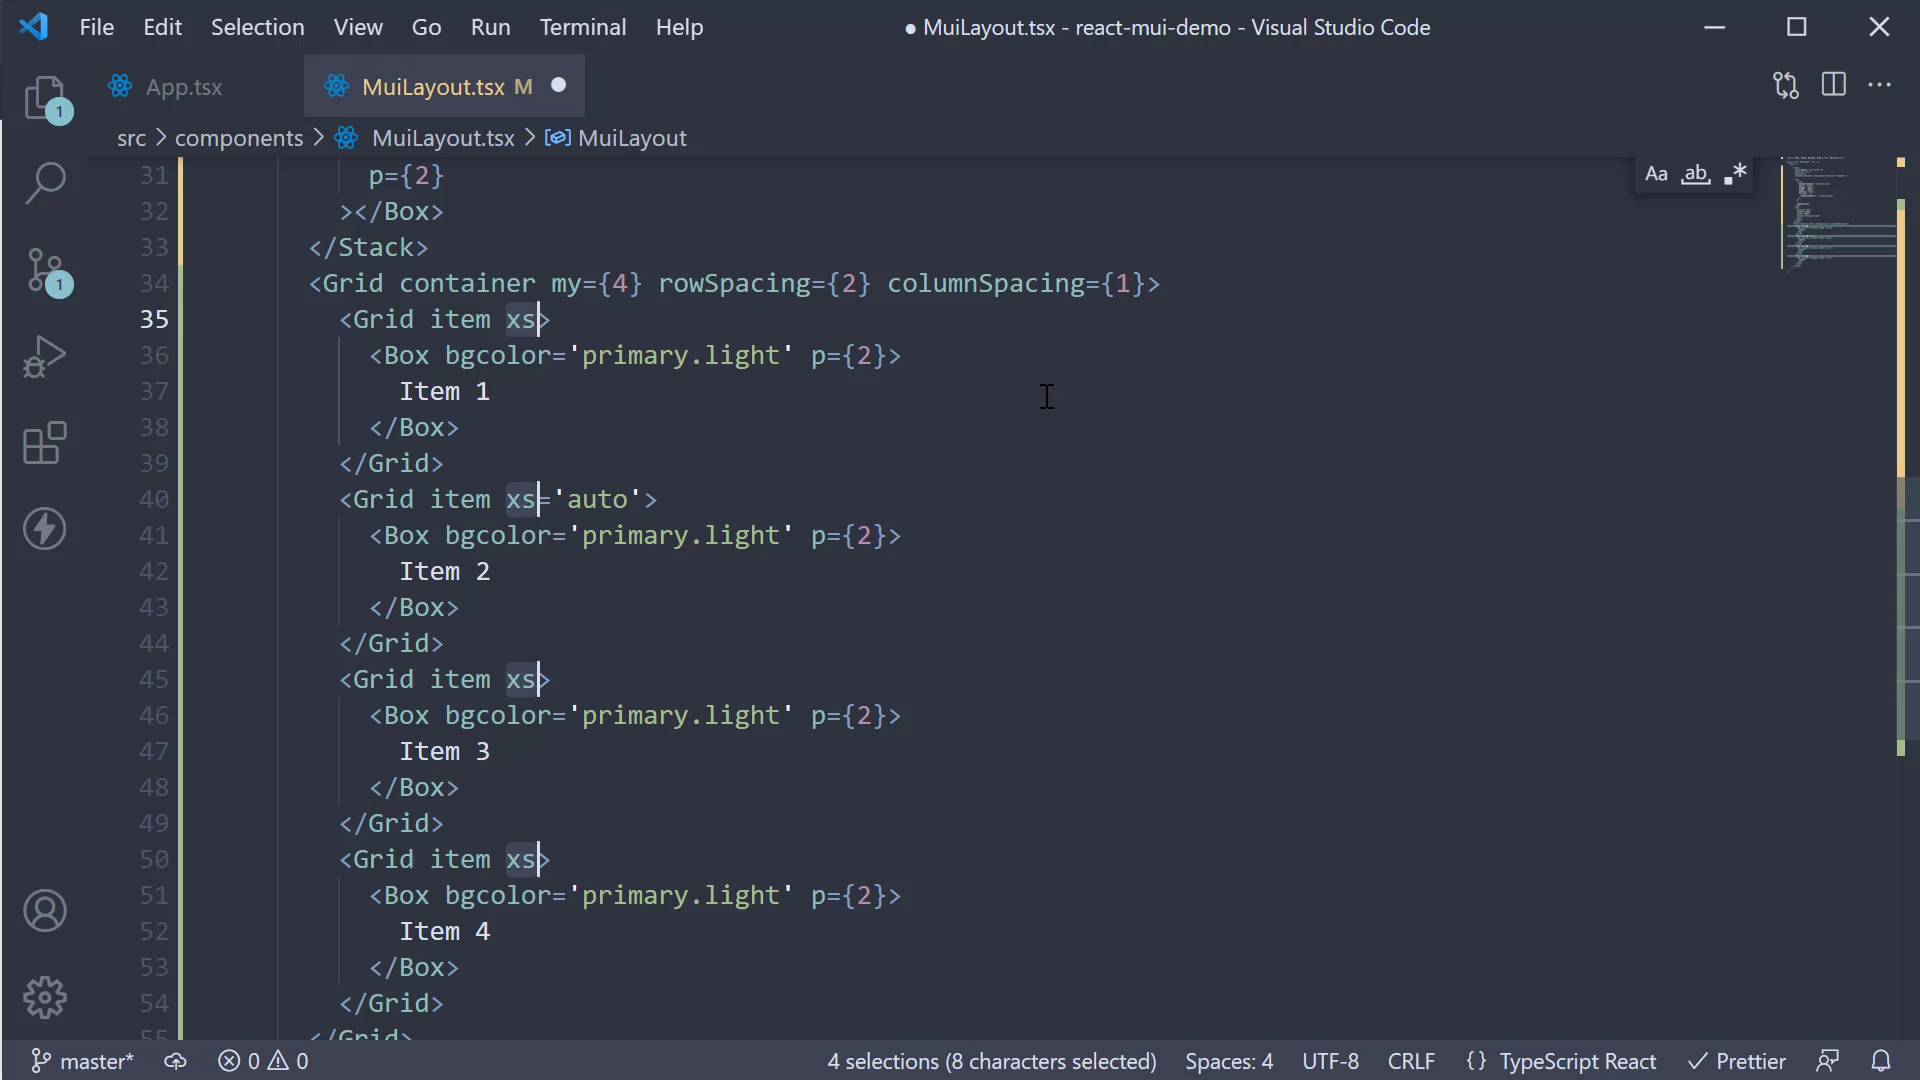 File Edit Selection View Go Run Terminal Help ● MuiLayout.tsx - react-mui-demo - Visual Studio Code
App.tsx MuiLayout.tsx M
src > components > MuiLayout.tsx > MuiLayout
Aa ab .*
31 p={2}
32 ></Box>
33 </Stack>
34 <Grid container my={4} rowSpacing={2} columnSpacing={1}>
35 <Grid item xs>
36 <Box bgcolor='primary.light' p={2}>
37 Item 1
38 </Box>
39 </Grid>
40 <Grid item xs='auto'>
41 <Box bgcolor='primary.light' p={2}>
42 Item 2
43 </Box>
44 </Grid>
45 <Grid item xs>
46 <Box bgcolor='primary.light' p={2}>
47 Item 3
48 </Box>
49 </Grid>
50 <Grid item xs>
51 <Box bgcolor='primary.light' p={2}>
52 Item 4
53 </Box>
54 </Grid>
55 </Grid>
1
1
master* 0 0 4 selections (8 characters selected) Spaces: 4 UTF-8 CRLF {} TypeScript React ✓ Prettier